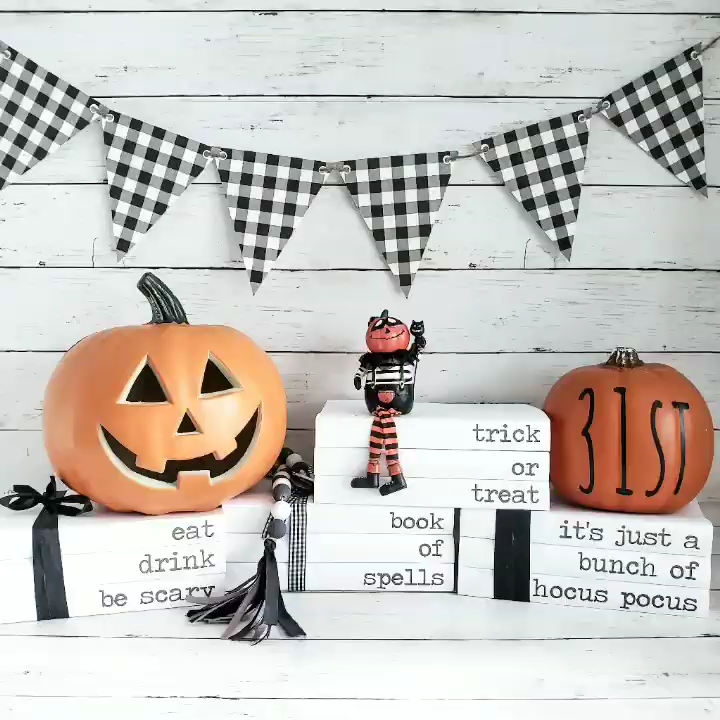 trick
or
treat
31ST
eat
drink
be scary
book
of
spells
it's just a
bunch of
hocus pocus